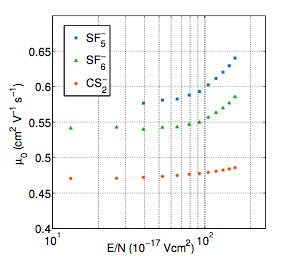 SF₅⁻
SF₆⁻
CS₂⁻
0.65
0.6
0.55
0.5
0.45
0.4
μ₀ (cm² V⁻¹ s⁻¹)
10¹
10²
E/N (10⁻¹⁷ Vcm²)